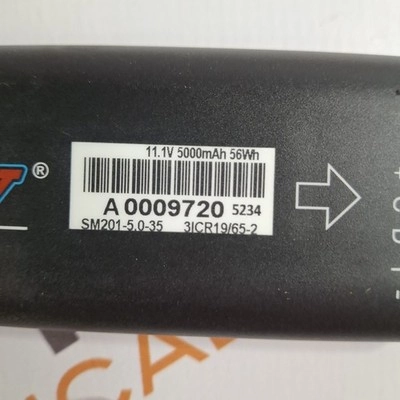 11.1V 5000mAh 56Wh
A 0009720 5234
SM201-5.0-35 3ICR19/65-2
®
+ C D T -